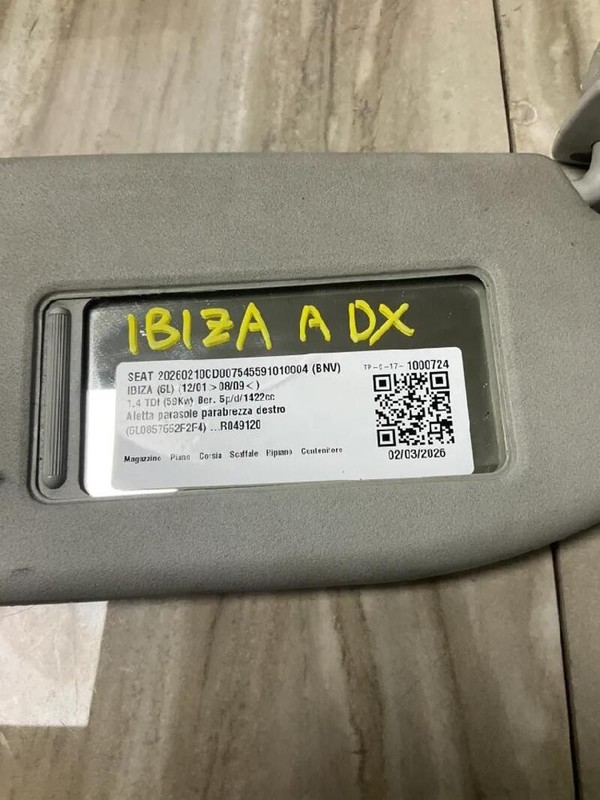 IBIZA A DX
SEAT 20260210CD007545591010004 (BNV)
IBIZA (6L) (12/01 > 08/09 < )
1.4 TDI (59Kw) Ber. 5p/d/1422cc
Aletta parasole parabrezza destro
(6L0857552F2F4) ...R049120
Magazzino Piano Corsia Scaffale Ripiano Contenitore
TP-C-17- 1000724
02/03/2026